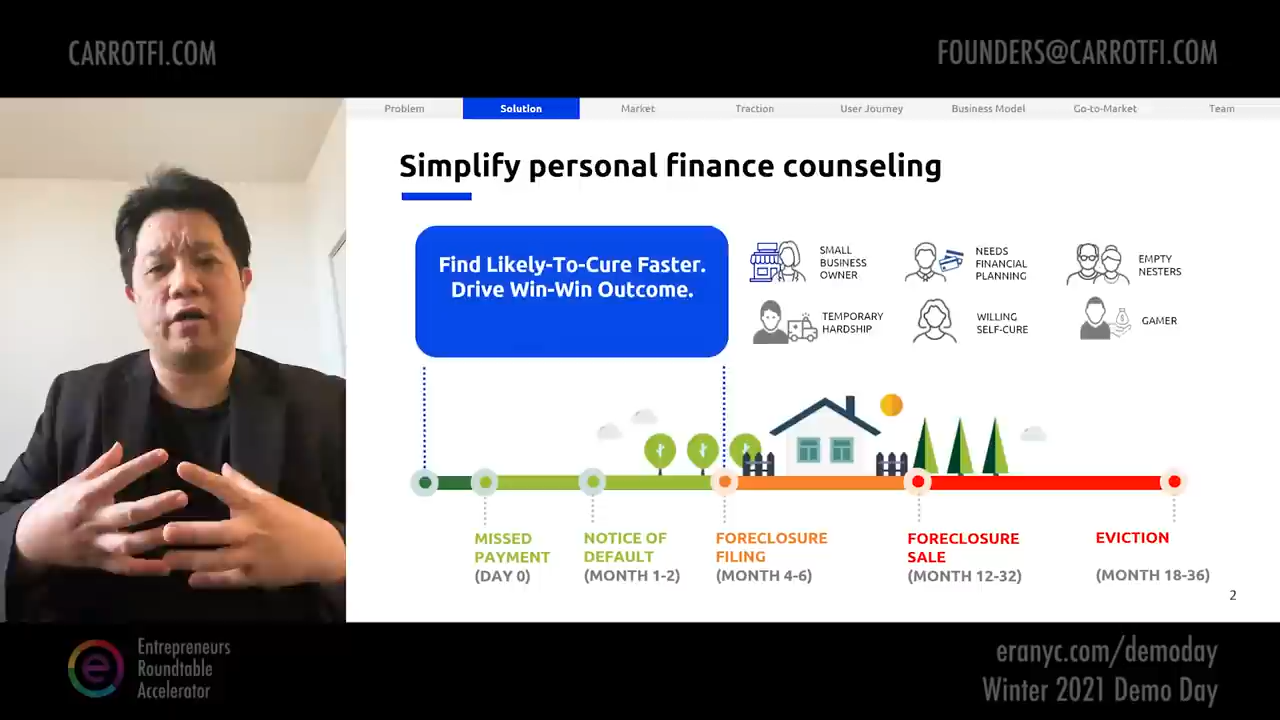 CARROTFI.COM
FOUNDERS@CARROTFI.COM
Problem
Solution
Market
Traction
User Journey
Business Model
Go-to-Market
Team
Simplify personal finance counseling
Find Likely-To-Cure Faster.
Drive Win-Win Outcome.
SMALL
BUSINESS
OWNER
NEEDS
FINANCIAL
PLANNING
EMPTY
NESTERS
TEMPORARY
HARDSHIP
WILLING
SELF-CURE
GAMER
MISSED
PAYMENT
(DAY 0)
NOTICE OF
DEFAULT
(MONTH 1-2)
FORECLOSURE
FILING
(MONTH 4-6)
FORECLOSURE
SALE
(MONTH 12-32)
EVICTION
(MONTH 18-36)
2
e
Entrepreneurs
Roundtable
Accelerator
eranyc.com/demoday
Winter 2021 Demo Day